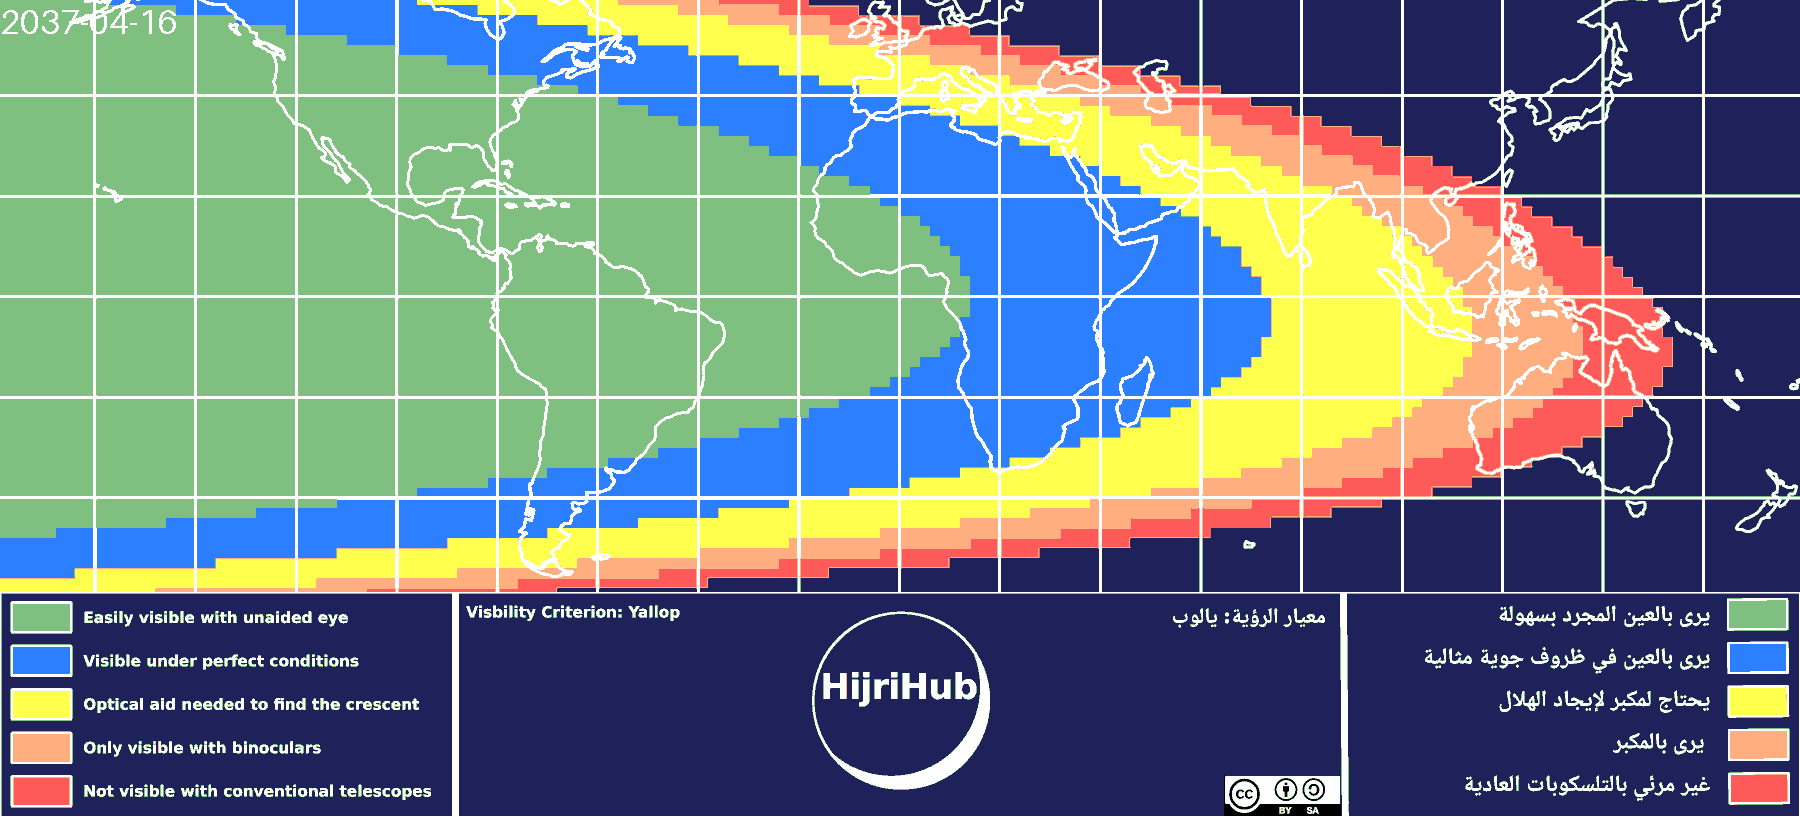 2037-04-16
Easily visible with unaided eye
Visible under perfect conditions
Optical aid needed to find the crescent
Only visible with binoculars
Not visible with conventional telescopes
Visbility Criterion: Yallop
معيار الرؤية: يالوب
HijriHub
cc
BY SA
يرى بالعين المجرد بسهولة
يرى بالعين في ظروف جوية مثالية
يحتاج لمكبر لإيجاد الهلال
يرى بالمكبر
غير مرئي بالتلسكوبات العادية